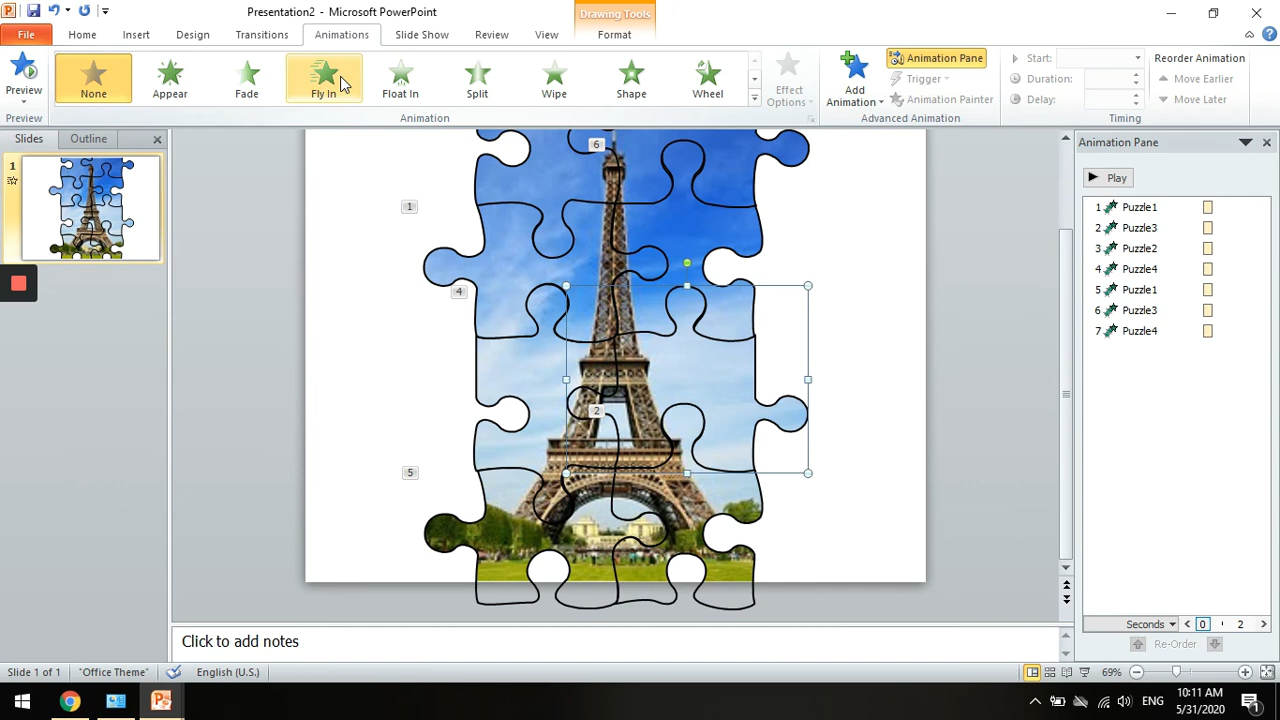 Presentation2 - Microsoft PowerPoint
Drawing Tools
File
Home
Insert
Design
Transitions
Animations
Slide Show
Review
View
Format
Preview
None
Appear
Fade
Fly In
Float In
Split
Wipe
Shape
Wheel
Effect
Options
Add
Animation
Animation Pane
Trigger
Animation Painter
Start:
Duration:
Delay:
Reorder Animation
Move Earlier
Move Later
Preview
Animation
Advanced Animation
Timing
Slides
Outline
1
6
1
4
2
5
Animation Pane
Play
1 Puzzle1
2 Puzzle3
3 Puzzle2
4 Puzzle4
5 Puzzle1
6 Puzzle3
7 Puzzle4
Seconds
0
2
Re-Order
Click to add notes
Slide 1 of 1
"Office Theme"
English (U.S.)
69%
ENG
10:11 AM
5/31/2020
1